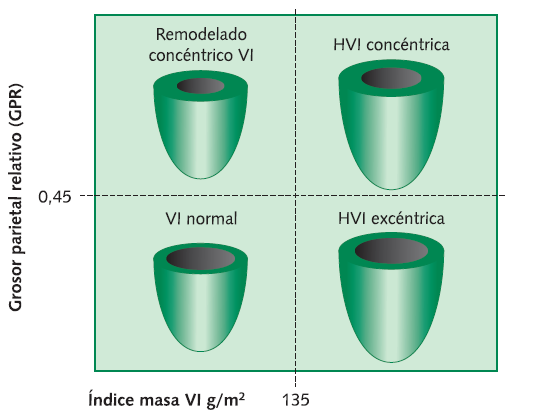 Remodelado
concéntrico VI
HVI concéntrica
Grosor parietal relativo (GPR)
0,45
VI normal
HVI excéntrica
Índice masa VI g/m²
135